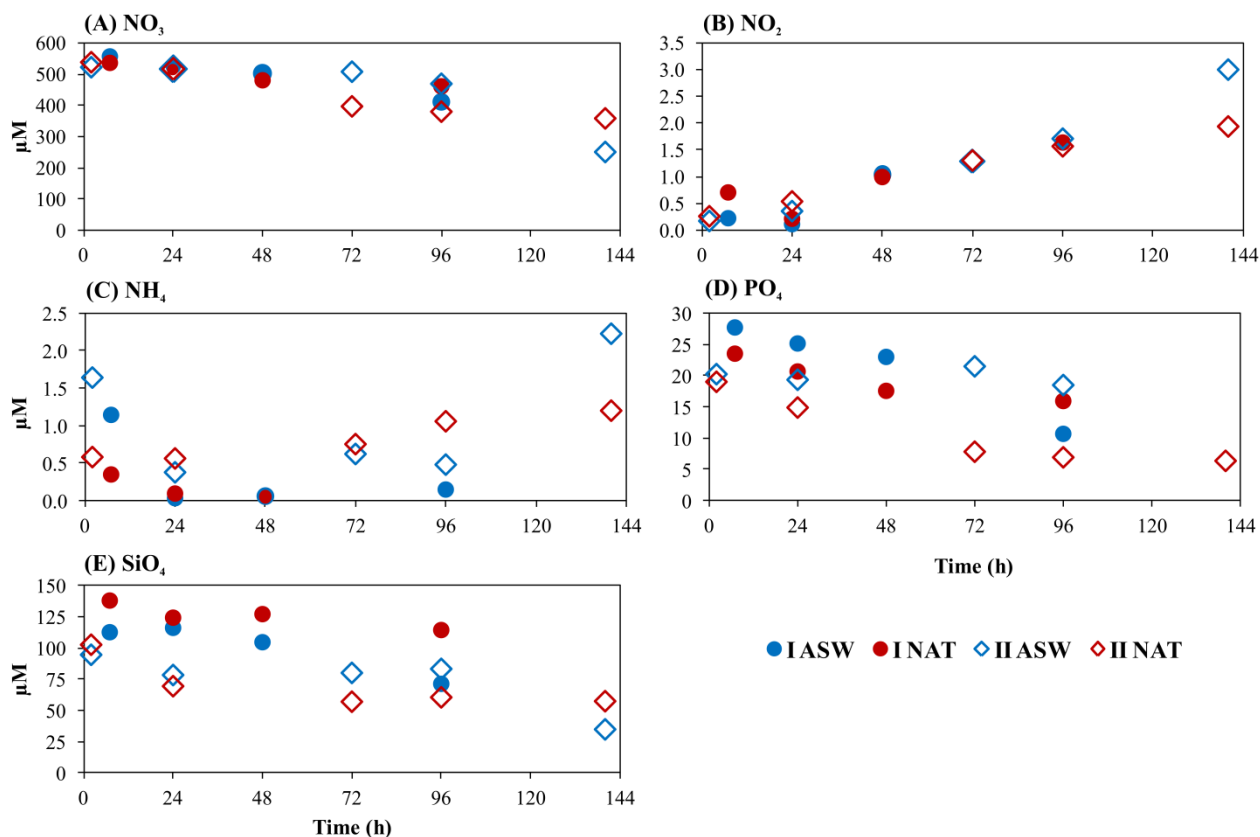 (A) NO₃
600
500
400
300
200
100
0
µM
0 24 48 72 96 120 144
(B) NO₂
3.5
3.0
2.5
2.0
1.5
1.0
0.5
0.0
0 24 48 72 96 120 144
(C) NH₄
2.5
2.0
1.5
1.0
0.5
0.0
µM
0 24 48 72 96 120 144
(D) PO₄
30
25
20
15
10
5
0
0 24 48 72 96 120 144
Time (h)
(E) SiO₄
150
125
100
75
50
25
0
µM
0 24 48 72 96 120 144
Time (h)
I ASW I NAT II ASW II NAT